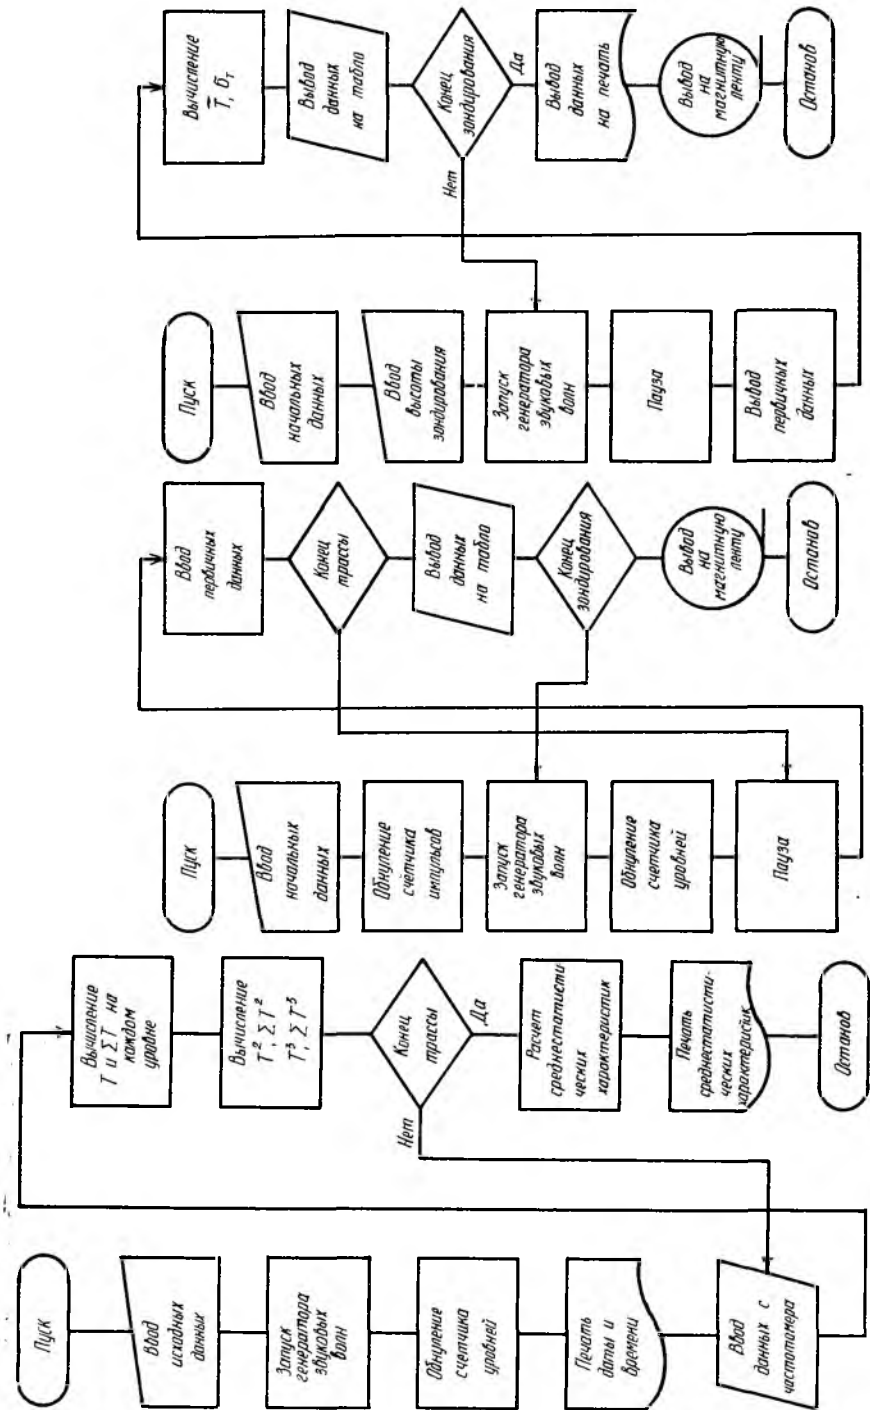 Пуск
Ввод
исходных
данных
Запуск
генератора
звуковых
волн
Обнуление
счетчика
уровней
Печать
даты и
времени
Ввод
данных с
частотомера
Вычисление
T и ΣT на
каждом
уровне
Вычисление
T², ΣT²
T³, ΣT³
Конец
трассы
Нет
Да
Расчет
среднестатисти-
ческих
характеристик
Печать
среднестатисти-
ческих
характеристик
Останов
Пуск
Ввод
начальных
данных
Обнуление
счётчика
импульсов
Запуск
генератора
звуковых
волн
Обнуление
счетчика
уровней
Пауза
Ввод
первичных
данных
Конец
трассы
Вывод
данных
на табло
Конец
зондирования
Вывод
на
магнитную
ленту
Останов
Пуск
Ввод
начальных
данных
Ввод
высоты
зондирования
Запуск
генератора
звуковых
волн
Пауза
Вывод
первичных
данных
Вычисление
T̅, σ_T
Вывод
данных
на табло
Конец
зондирования
Нет
Да
Вывод
данных
на печать
Вывод
на
магнитную
ленту
Останов